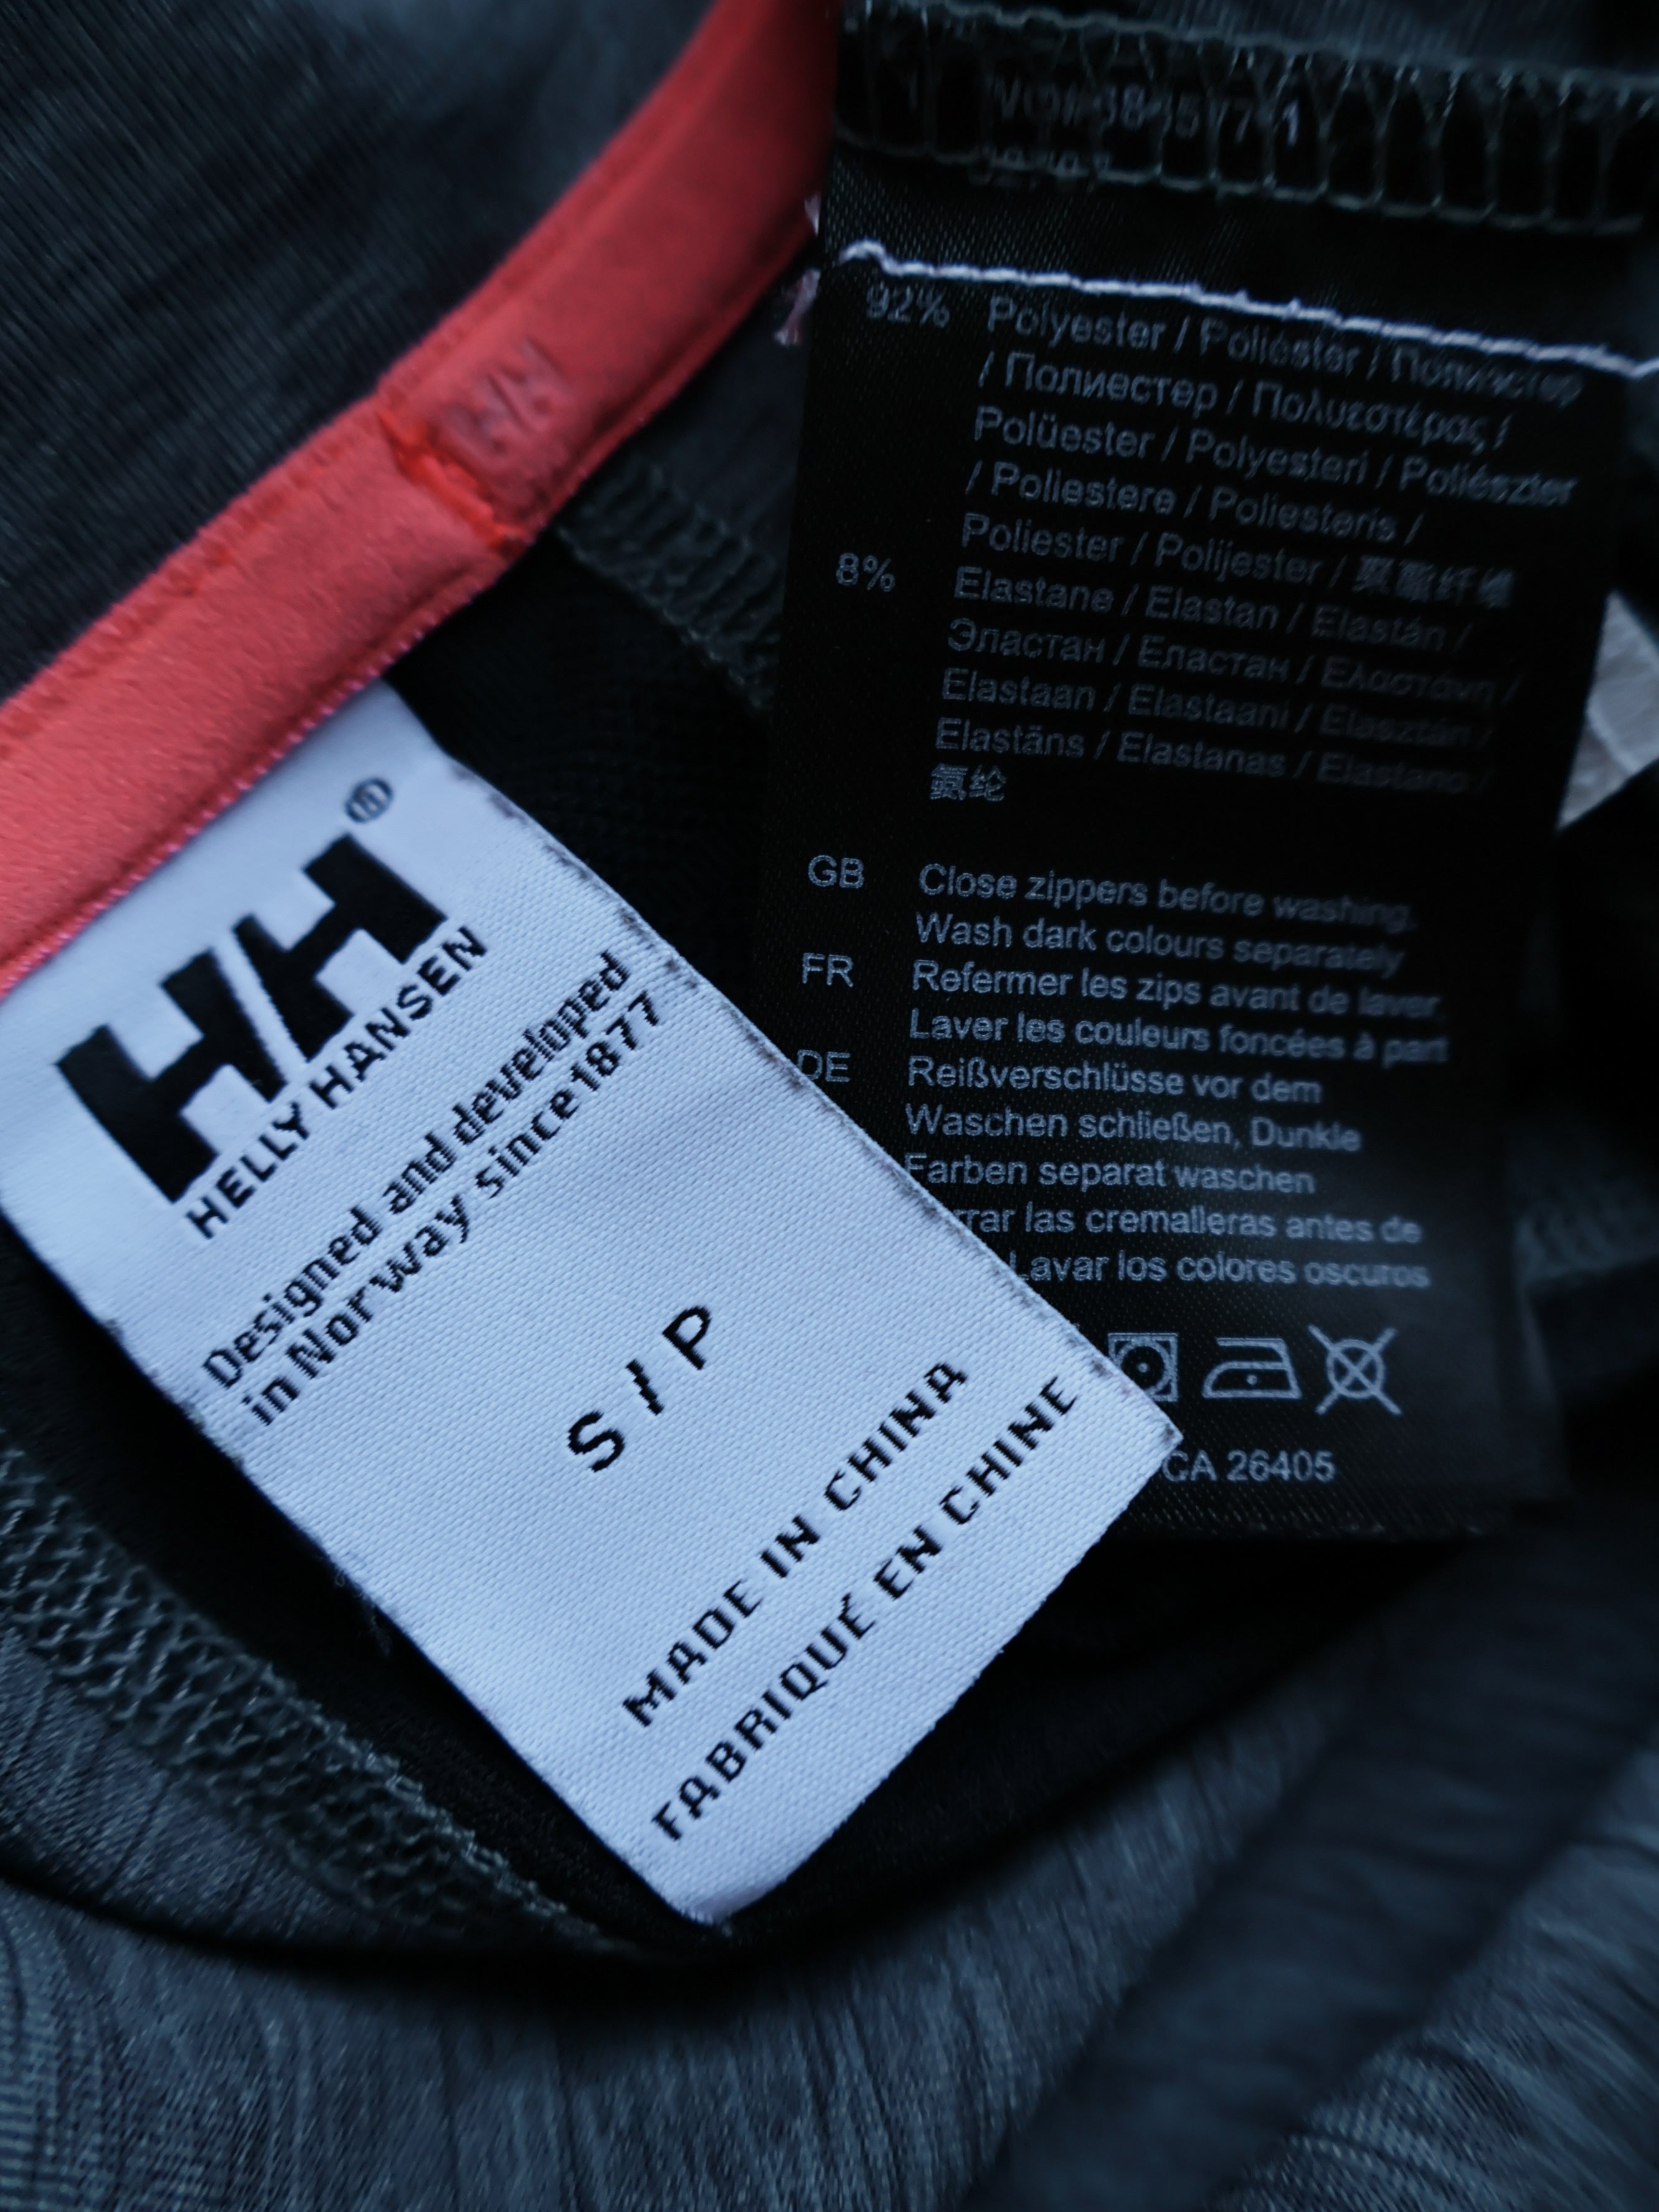 H/H®
HELLY HANSEN
Designed and developed
in Norway since 1877
S / P
MADE IN CHINA
FABRIQUÉ EN CHINE
H/H
92% Polyester / Poliéster / Полиестер
/ Полиестер / Πολυεστέρας /
Polüester / Polyesteri / Poliészter
/ Poliestere / Poliesteris /
Poliester / Polijester / 聚酯纤维
8% Elastane / Elastan / Elastán /
Эластан / Еластан / Ελαστάνη /
Elastaan / Elastaani / Elasztán /
Elastāns / Elastanas / Elastano /
氨纶
GB Close zippers before washing.
Wash dark colours separately
FR Refermer les zips avant de laver.
Laver les couleurs foncées à part
DE Reißverschlüsse vor dem
Waschen schließen, Dunkle
Farben separat waschen
rrar las cremalleras antes de
Lavar los colores oscuros
CA 26405